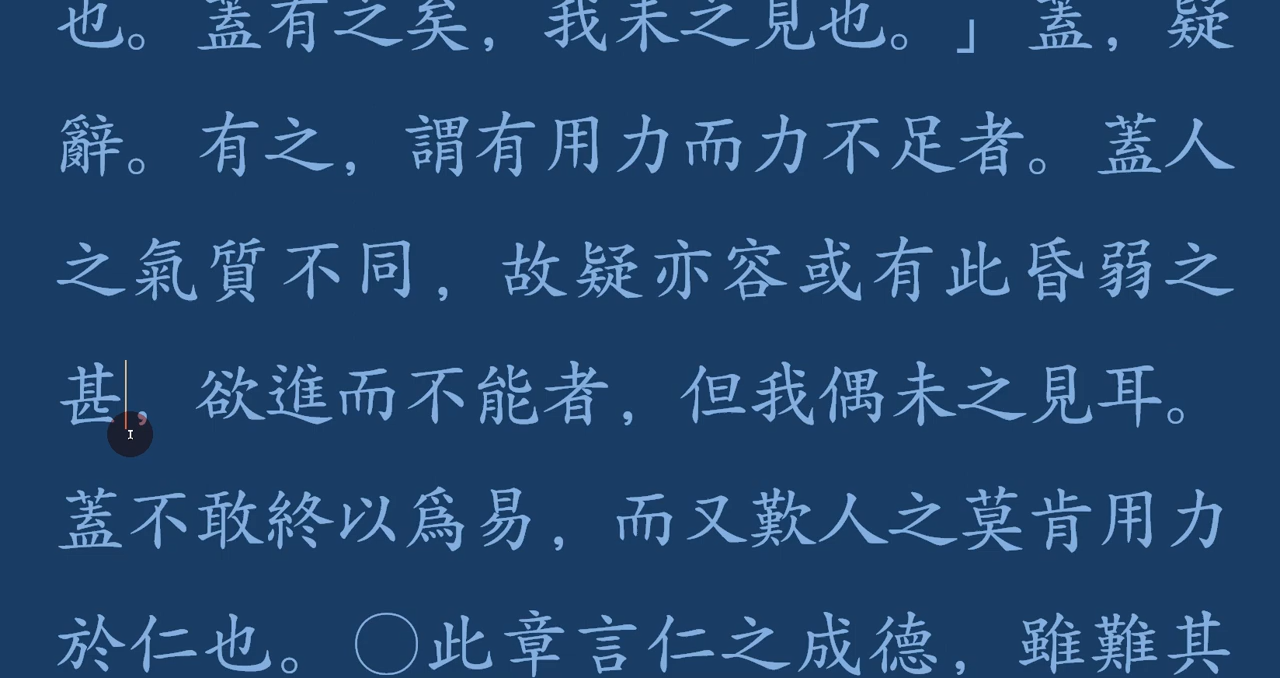 也。蓋有之矣，我未之見也。」蓋，疑
辭。有之，謂有用力而力不足者。蓋人
之氣質不同，故疑亦容或有此昏弱之
甚，欲進而不能者，但我偶未之見耳。
蓋不敢終以爲易，而又歎人之莫肯用力
於仁也。○此章言仁之成德，雖難其